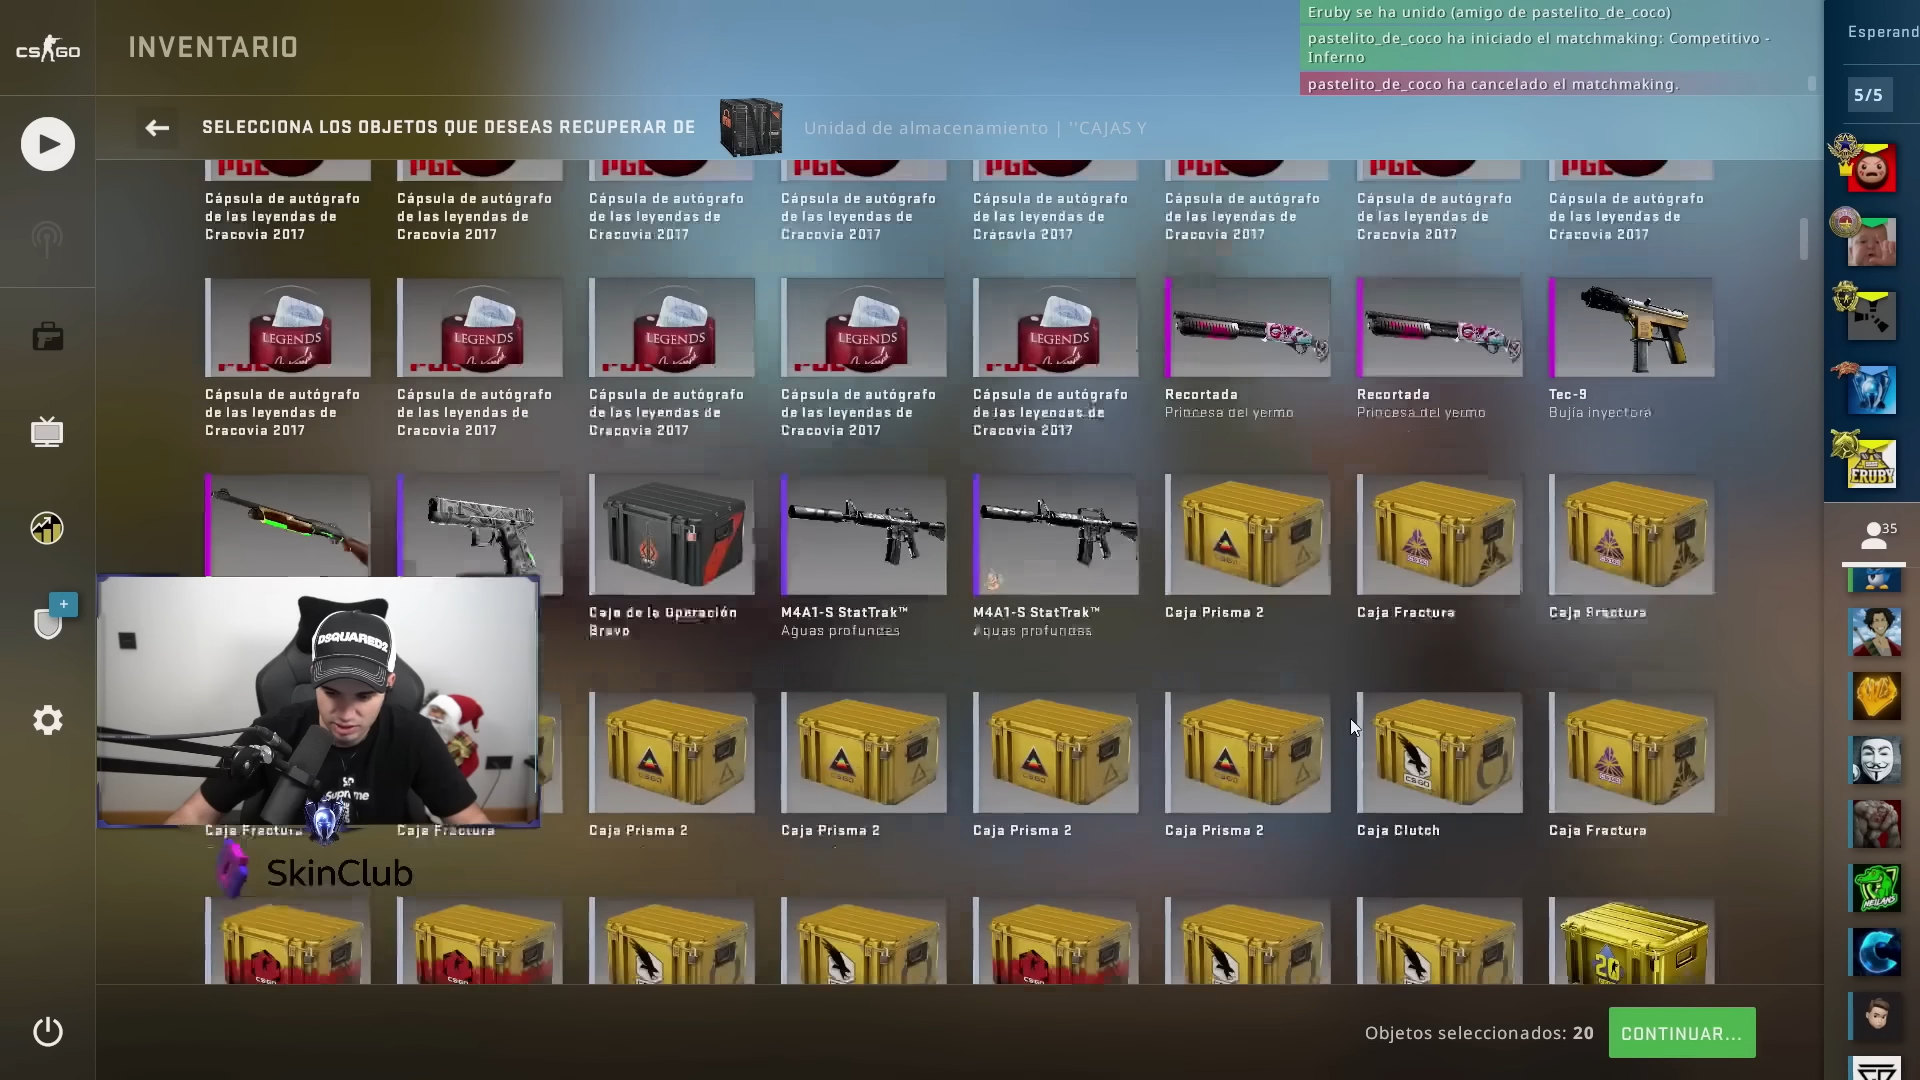 Eruby se ha unido (amigo de pastelito_de_coco)
pastelito_de_coco ha iniciado el matchmaking: Competitivo -
Inferno
pastelito_de_coco ha cancelado el matchmaking.
Esperand
CS GO
INVENTARIO
5/5
SELECCIONA LOS OBJETOS QUE DESEAS RECUPERAR DE
Unidad de almacenamiento | ''CAJAS Y
Cápsula de autógrafo de las leyendas de Cracovia 2017
Cápsula de autógrafo de las leyendas de Cracovia 2017
Cápsula de autógrafo de las leyendas de Cracovia 2017
Cápsula de autógrafo de las leyendas de Cracovia 2017
Cápsula de autógrafo de las leyendas de Cracovia 2017
Cápsula de autógrafo de las leyendas de Cracovia 2017
Cápsula de autógrafo de las leyendas de Cracovia 2017
Cápsula de autógrafo de las leyendas de Cracovia 2017
LEGENDS
LEGENDS
LEGENDS
LEGENDS
LEGENDS
Cápsula de autógrafo de las leyendas de Cracovia 2017
Cápsula de autógrafo de las leyendas de Cracovia 2017
Cápsula de autógrafo de las leyendas de Cracovia 2017
Cápsula de autógrafo de las leyendas de Cracovia 2017
Cápsula de autógrafo de las leyendas de Cracovia 2017
Recortada
Princesa del yermo
Recortada
Princesa del yermo
Tec-9
Bujía inyectora
ERUBY
35
Caja de la Operación
Bravo
M4A1-S StatTrak™
Aguas profundas
M4A1-S StatTrak™
Aguas profundas
Caja Prisma 2
Caja Fractura
Caja Fractura
DSQUARED2
Supreme
Caja Fractura
Caja Fractura
Caja Prisma 2
Caja Prisma 2
Caja Prisma 2
Caja Prisma 2
Caja Clutch
Caja Fractura
SkinClub
Objetos seleccionados: 20
CONTINUAR...